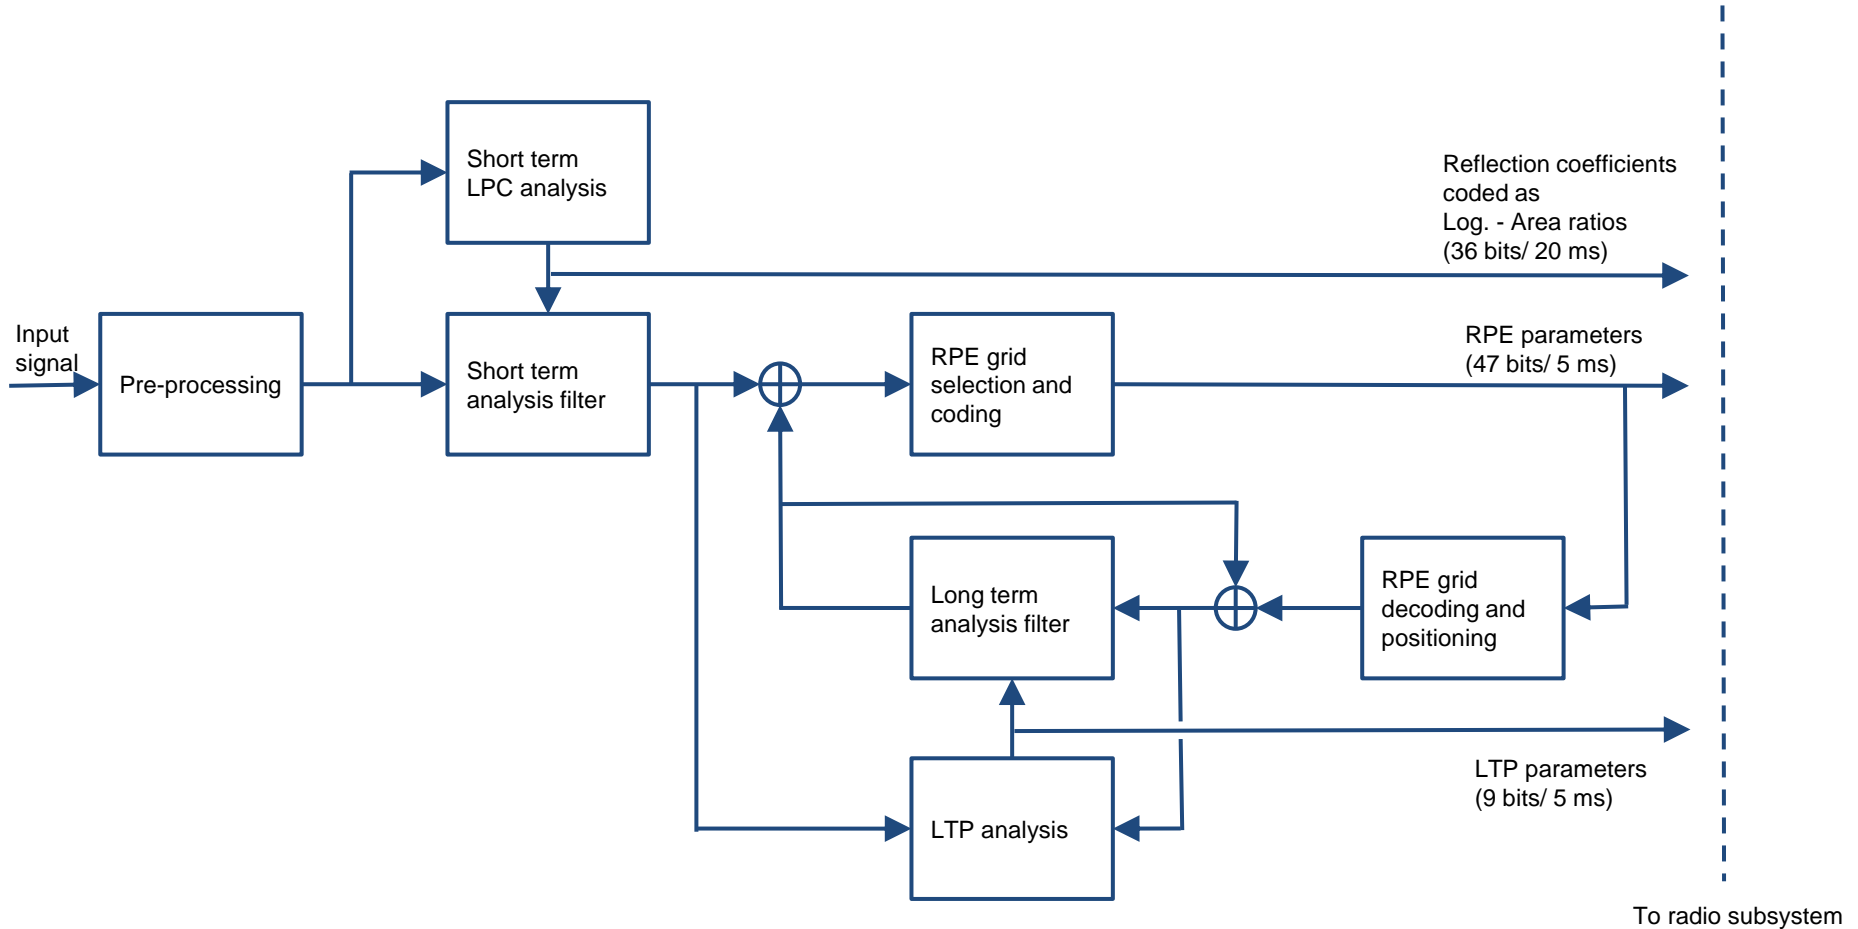 Short term
LPC analysis
Reflection coefficients
coded as
Log. - Area ratios
(36 bits/ 20 ms)
Input
signal
Pre-processing
Short term
analysis filter
RPE grid
selection and
coding
RPE parameters
(47 bits/ 5 ms)
Long term
analysis filter
RPE grid
decoding and
positioning
LTP analysis
LTP parameters
(9 bits/ 5 ms)
To radio subsystem